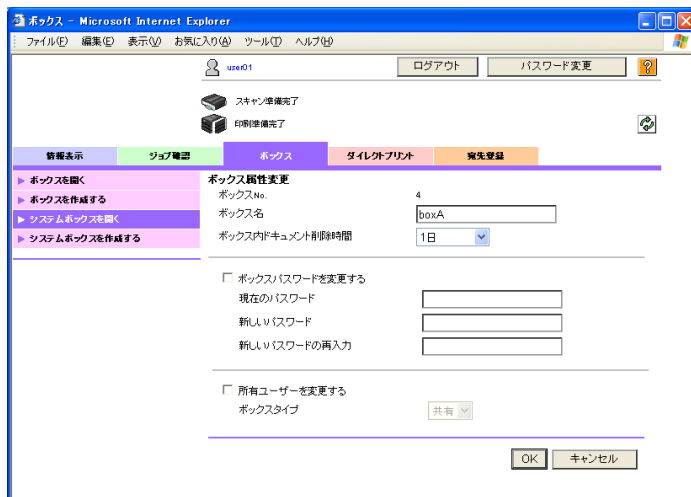 ボックス - Microsoft Internet Explorer
ファイル(F) 編集(E) 表示(V) お気に入り(A) ツール(T) ヘルプ(H)
user01 ログアウト パスワード変更 ?
スキャン準備完了
印刷準備完了
情報表示 ジョブ確認 ボックス ダイレクトプリント 宛先登録
ボックスを開く
ボックスを作成する
システムボックスを開く
システムボックスを作成する
ボックス属性変更
ボックスNo. 4
ボックス名 boxA
ボックス内ドキュメント削除時間 1日
ボックスパスワードを変更する
現在のパスワード
新しいパスワード
新しいパスワードの再入力
所有ユーザーを変更する
ボックスタイプ 共有
OK キャンセル